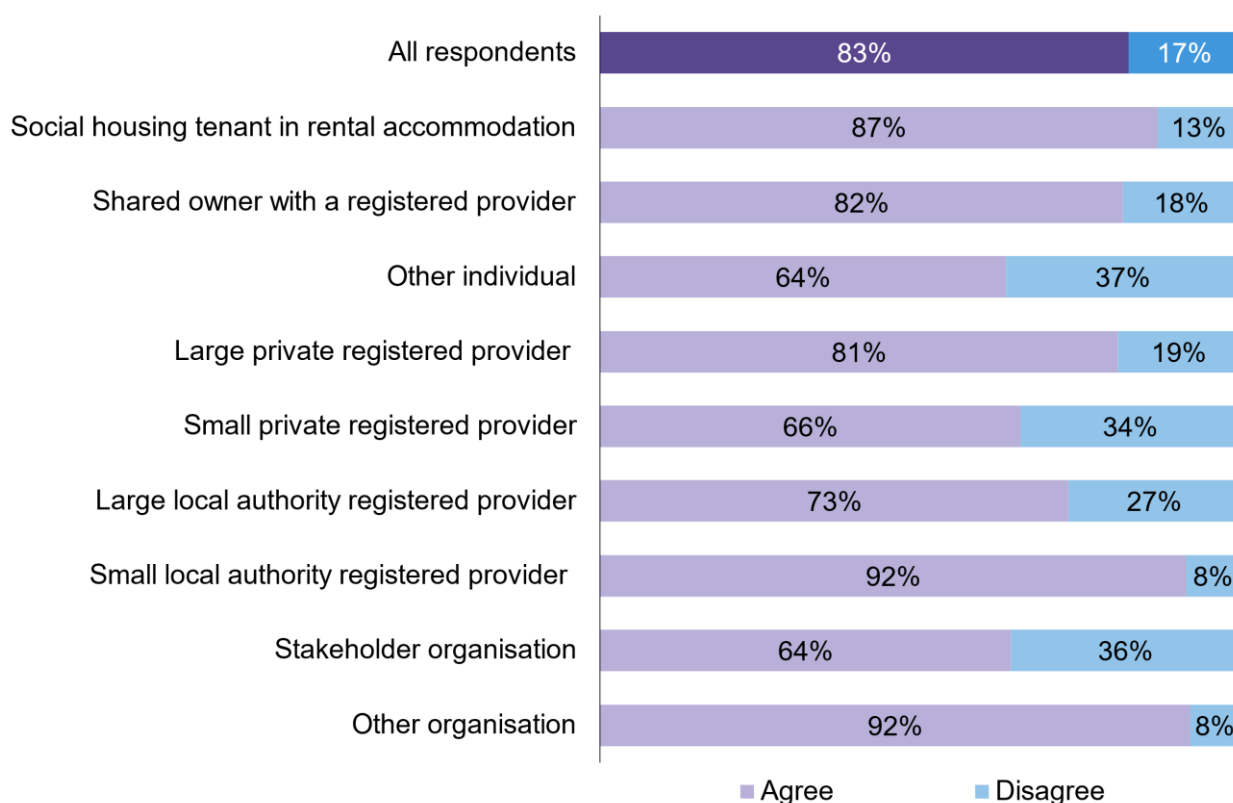 All respondents 83% 17%
Social housing tenant in rental accommodation 87% 13%
Shared owner with a registered provider 82% 18%
Other individual 64% 37%
Large private registered provider 81% 19%
Small private registered provider 66% 34%
Large local authority registered provider 73% 27%
Small local authority registered provider 92% 8%
Stakeholder organisation 64% 36%
Other organisation 92% 8%
Agree Disagree